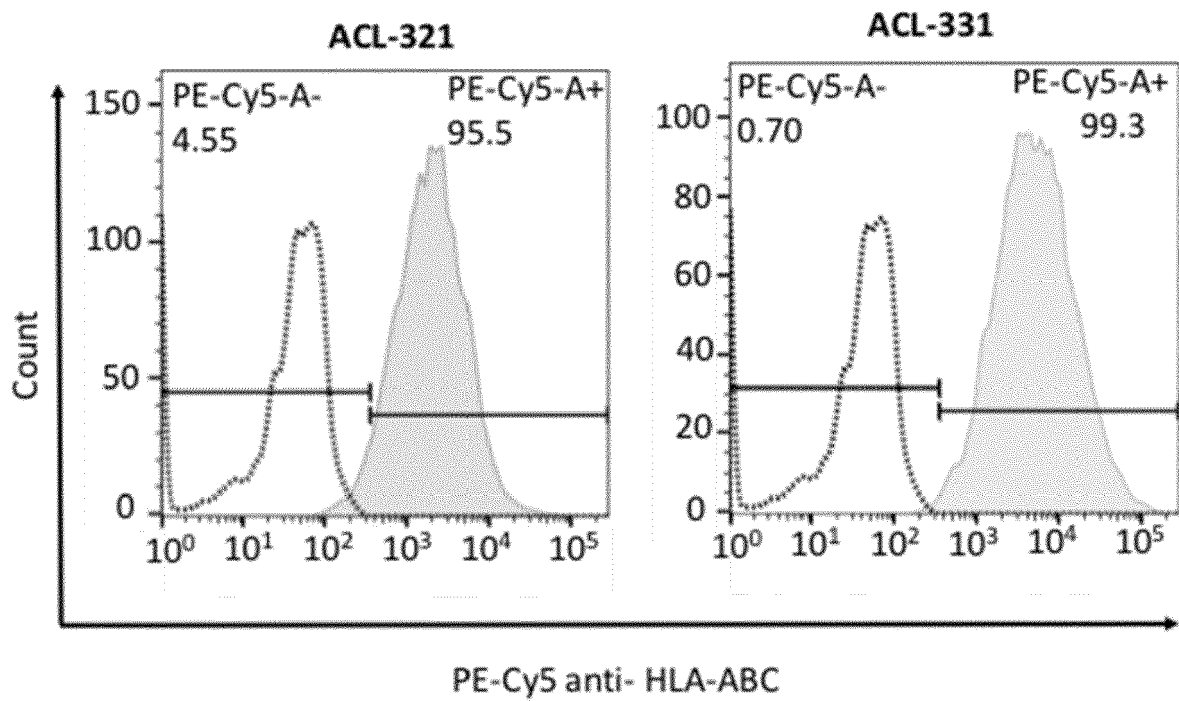 ACL-321
PE-Cy5-A-
4.55
PE-Cy5-A+
95.5
150
100
50
0
10⁰ 10¹ 10² 10³ 10⁴ 10⁵
ACL-331
PE-Cy5-A-
0.70
PE-Cy5-A+
99.3
100
80
60
40
20
0
10⁰ 10¹ 10² 10³ 10⁴ 10⁵
Count
PE-Cy5 anti- HLA-ABC